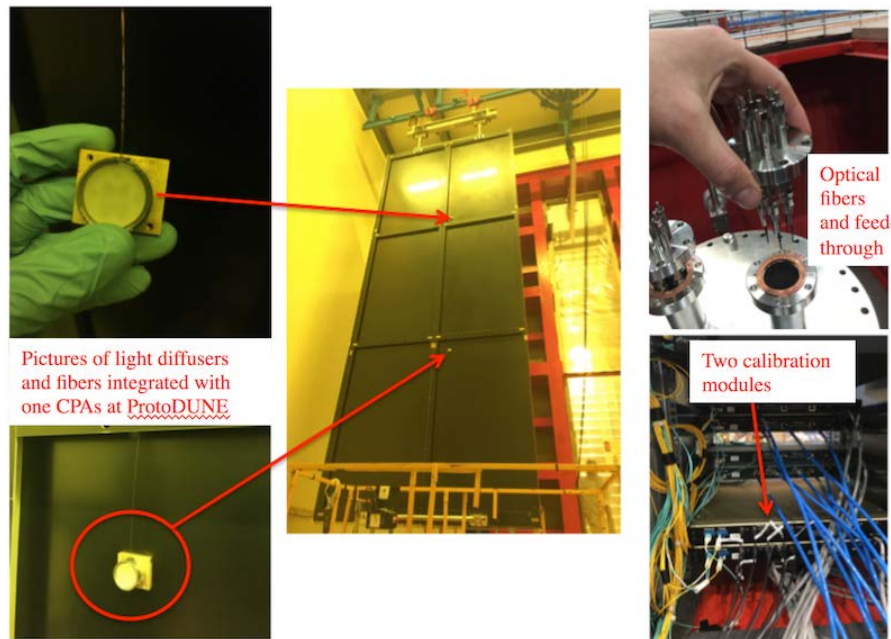 Pictures of light diffusers
and fibers integrated with
one CPAs at ProtoDUNE
Optical
fibers
and feed
through
Two calibration
modules